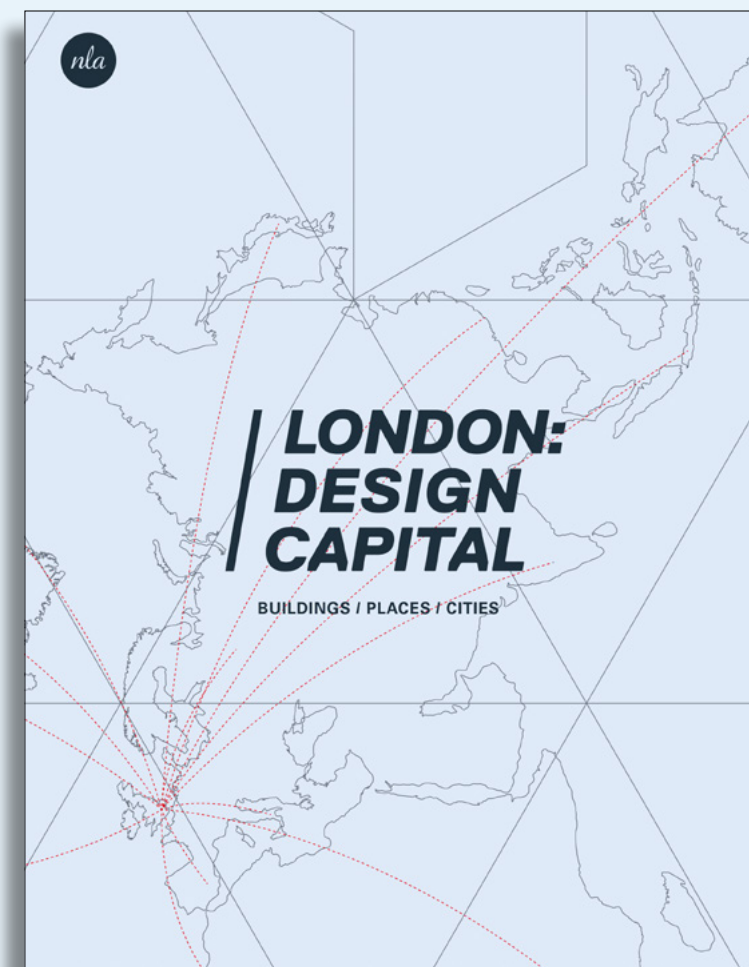 nla
LONDON:
DESIGN
CAPITAL
BUILDINGS / PLACES / CITIES